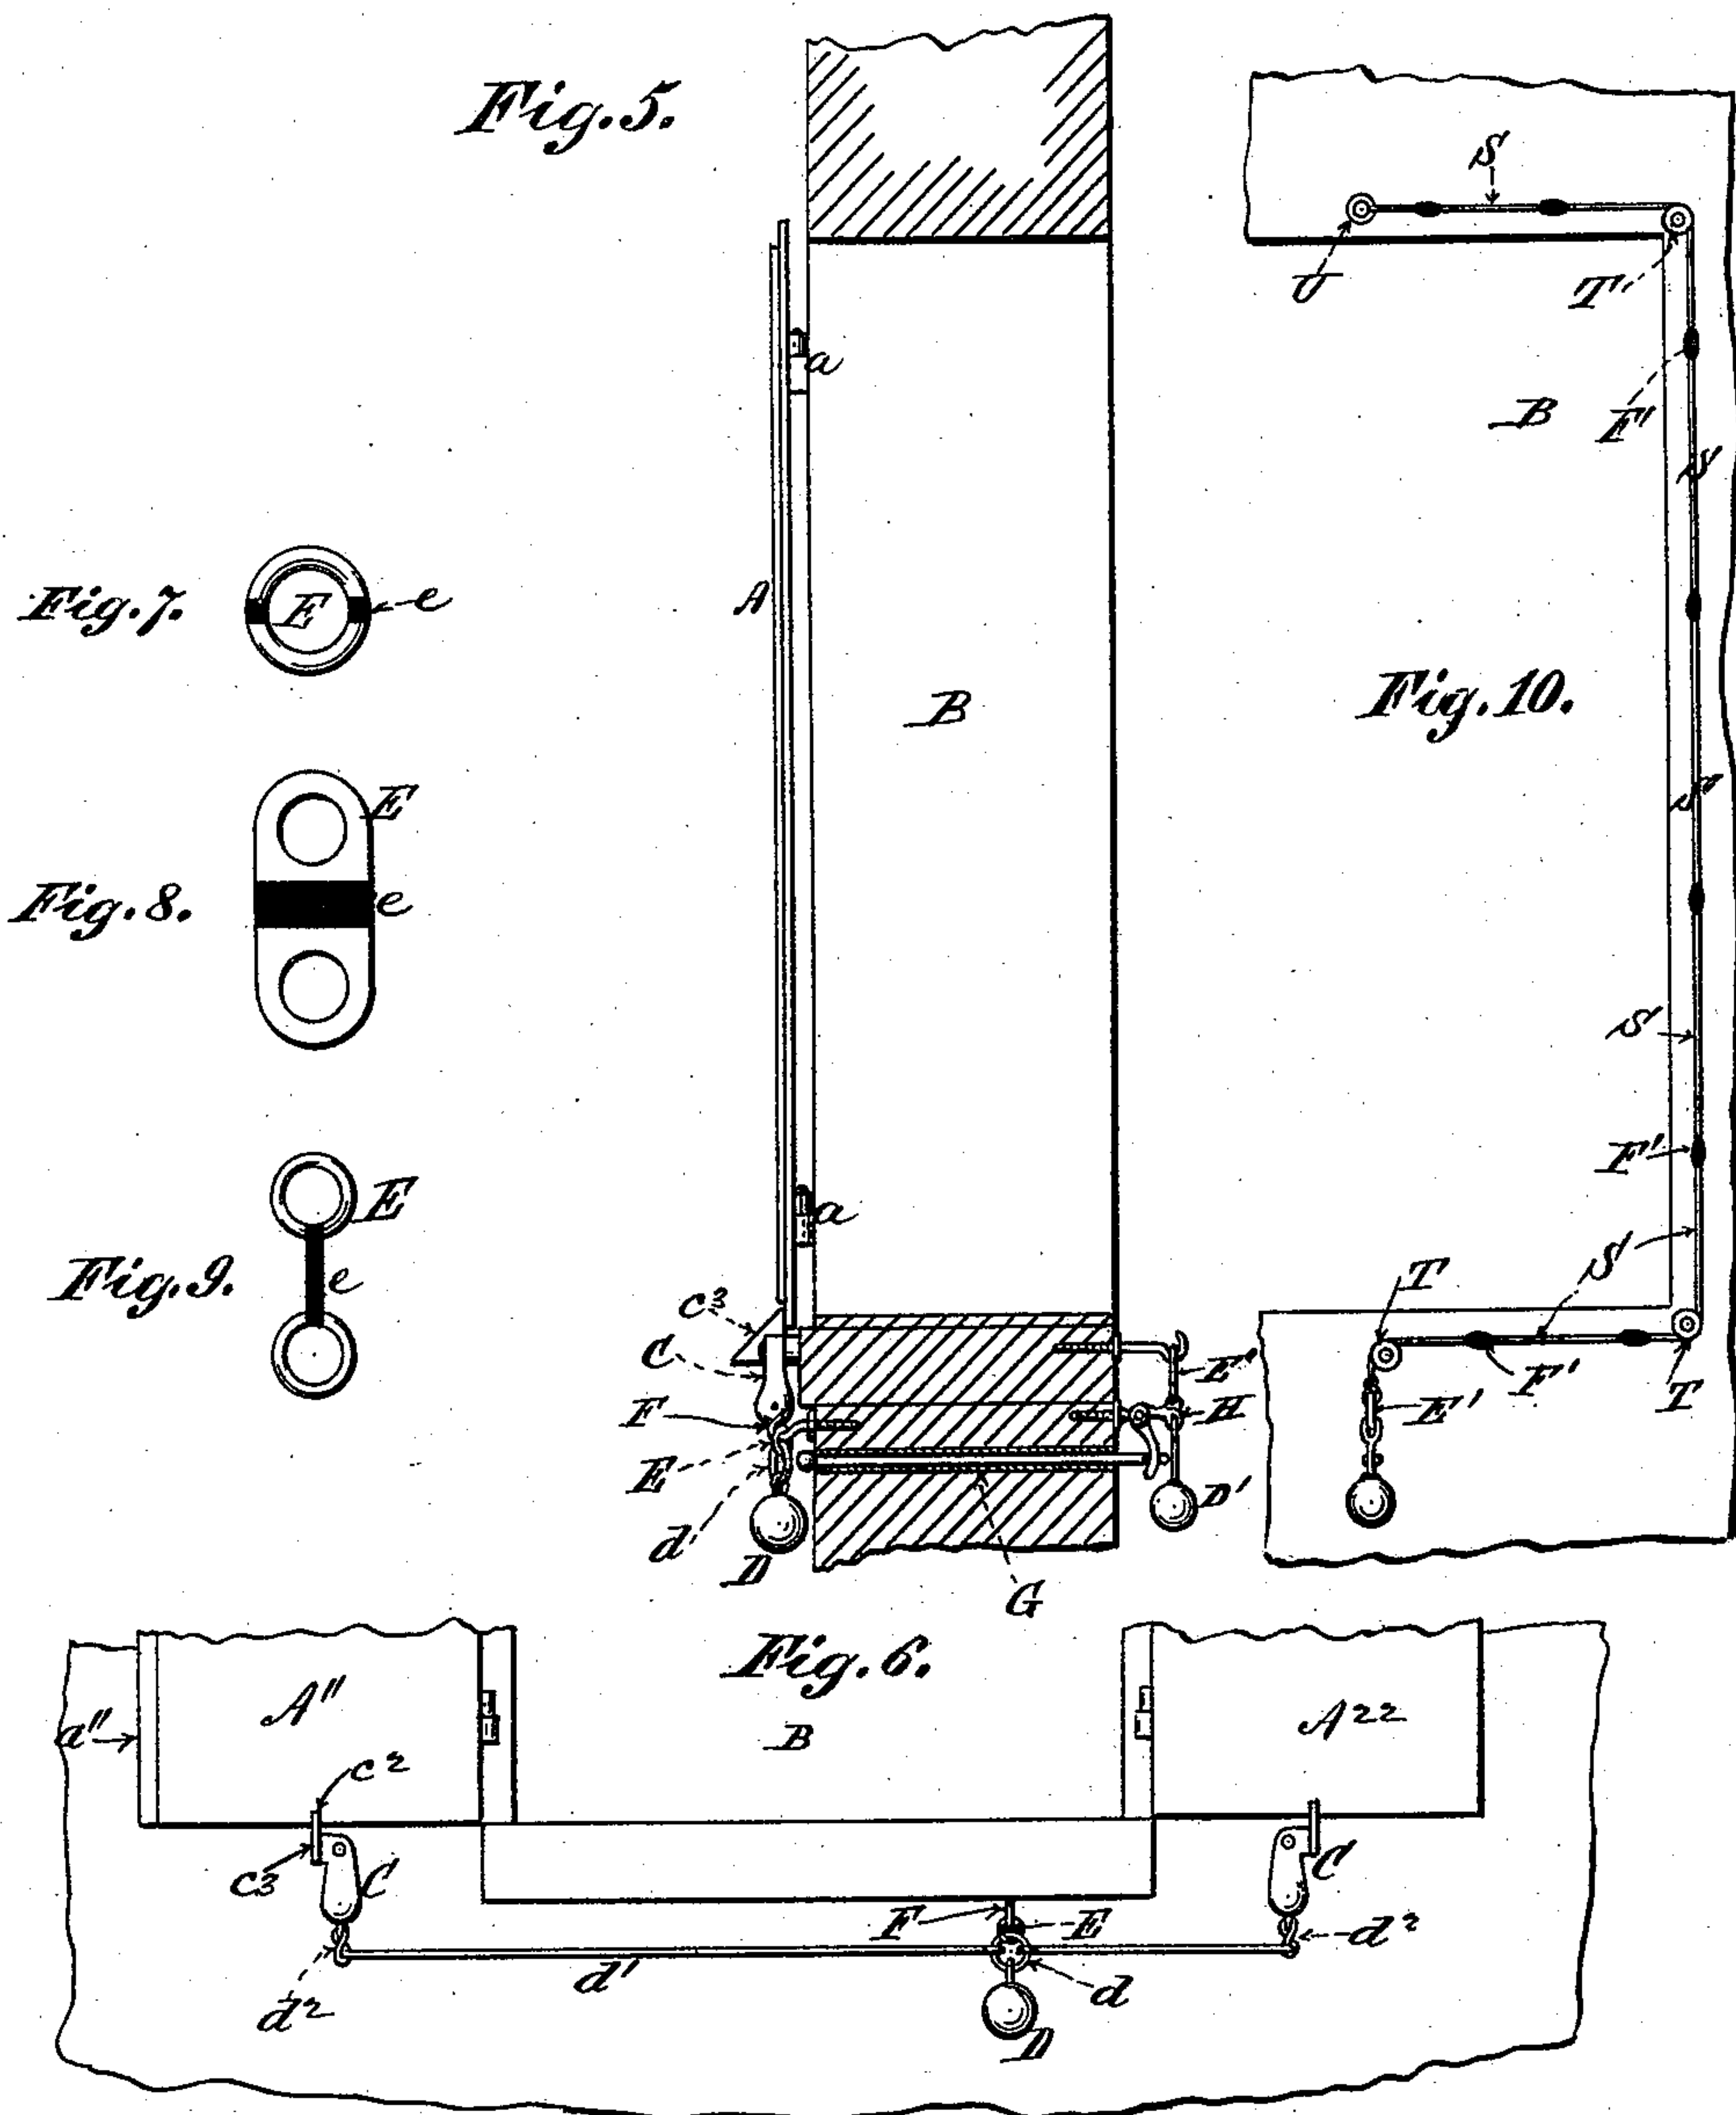 Fig. 5.
S
U
T'
a
F'
B
S
Fig. 7.
E
e
A
B
Fig. 10.
E
S
Fig. 8.
e
S
E
F'
a
Fig. 9.
e
S
T
c3
C
E'
F'
T
F
H
E'
E
D'
d
D
G
Fig. 6.
A"
B
A22
a"
c2
c3
C
C
F
E
d2
d'
d
d2
D